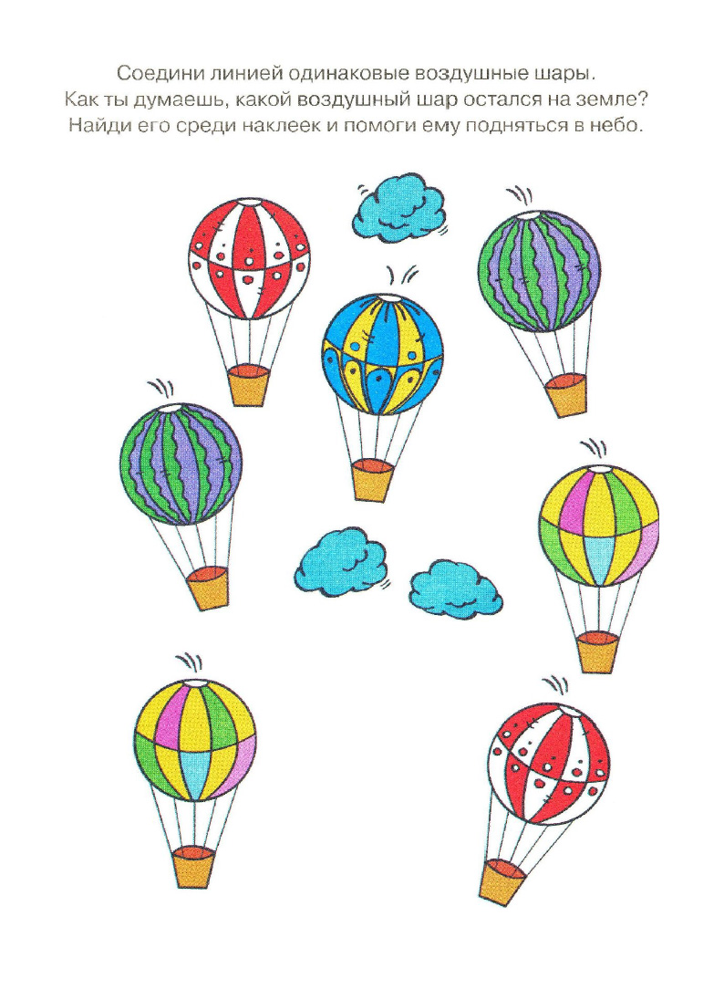 Соедини линией одинаковые воздушные шары.
Как ты думаешь, какой воздушный шар остался на земле?
Найди его среди наклеек и помоги ему подняться в небо.